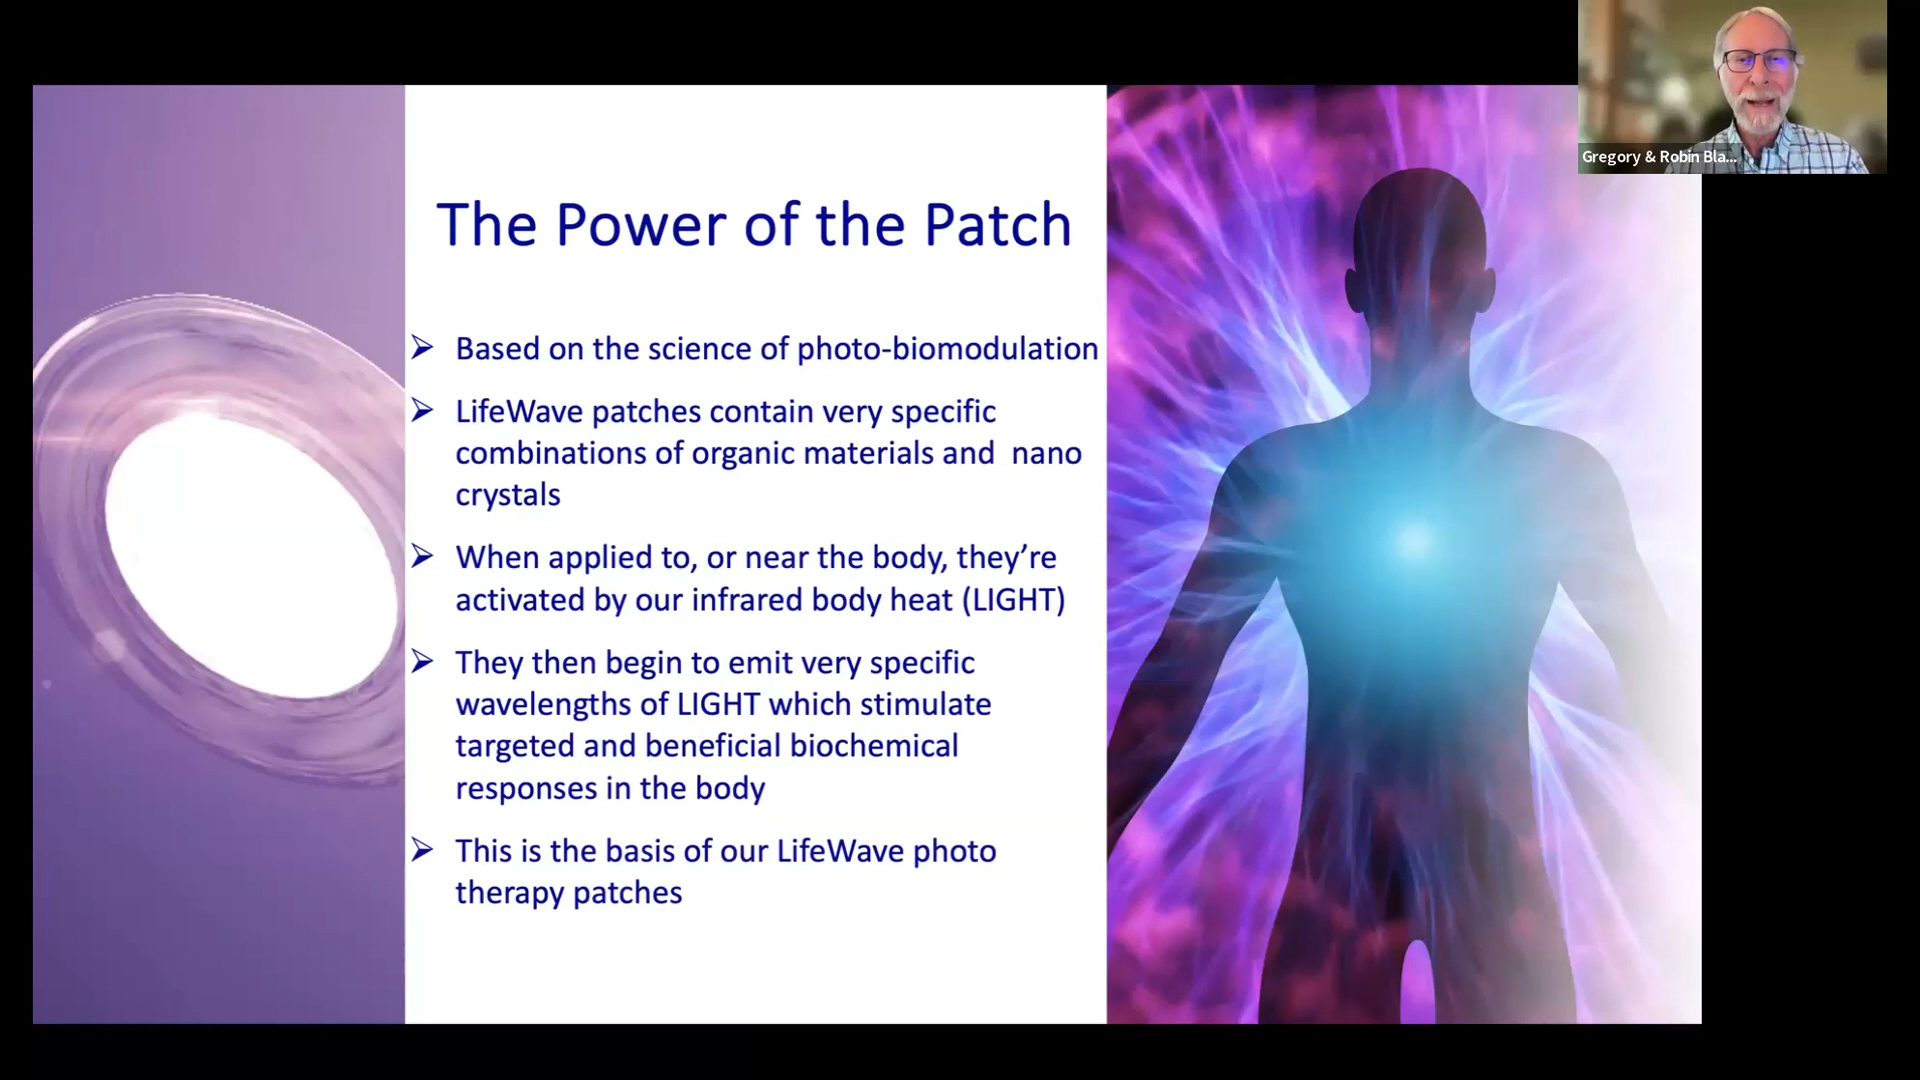 Gregory & Robin Bla...
The Power of the Patch
➢ Based on the science of photo-biomodulation
➢ LifeWave patches contain very specific
combinations of organic materials and nano
crystals
➢ When applied to, or near the body, they’re
activated by our infrared body heat (LIGHT)
➢ They then begin to emit very specific
wavelengths of LIGHT which stimulate
targeted and beneficial biochemical
responses in the body
➢ This is the basis of our LifeWave photo
therapy patches